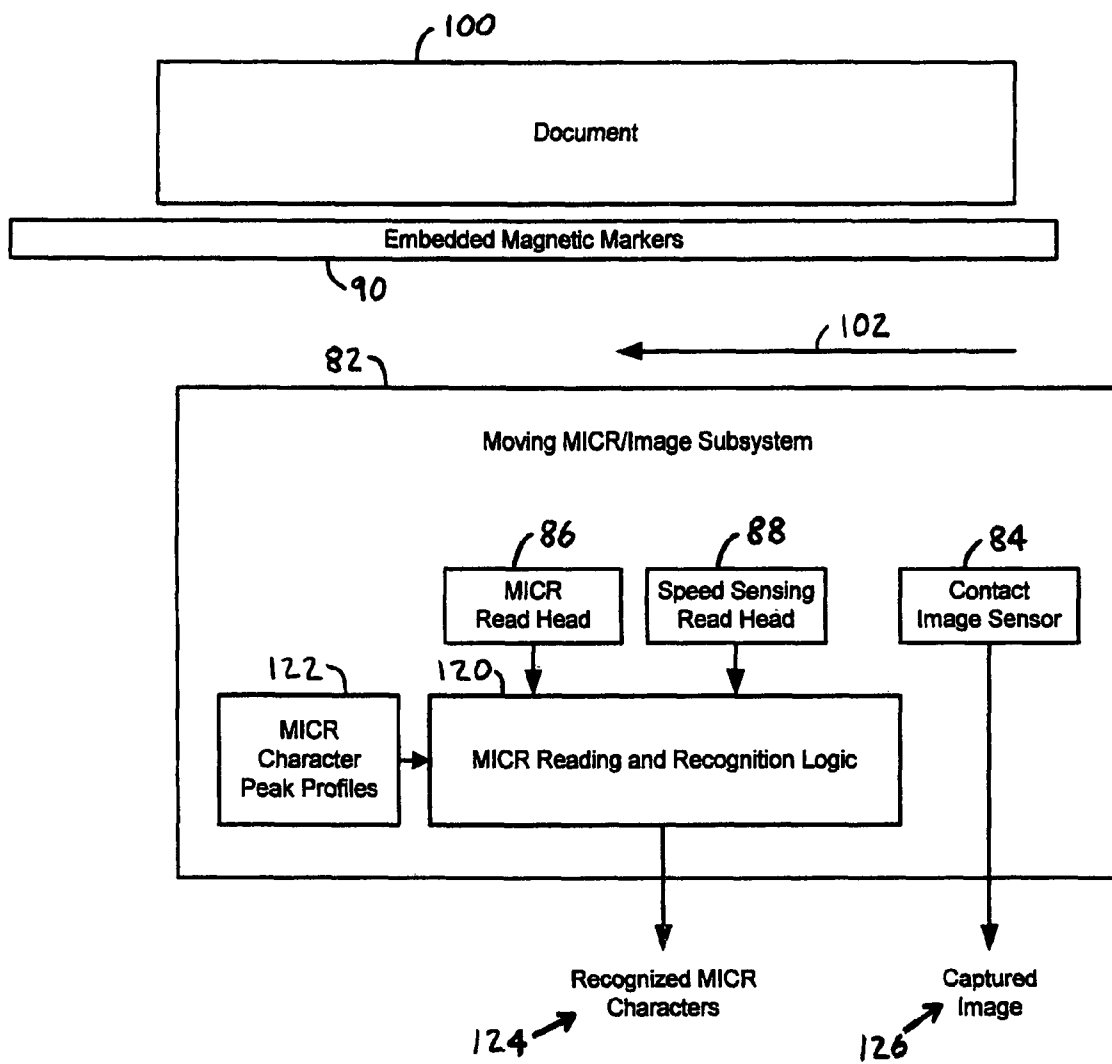 100
Document
Embedded Magnetic Markers
90
102
82
Moving MICR/Image Subsystem
86
88
84
MICR
Read Head
Speed Sensing
Read Head
Contact
Image Sensor
122
120
MICR
Character
Peak Profiles
MICR Reading and Recognition Logic
Recognized MICR
Characters
Captured
Image
124
126